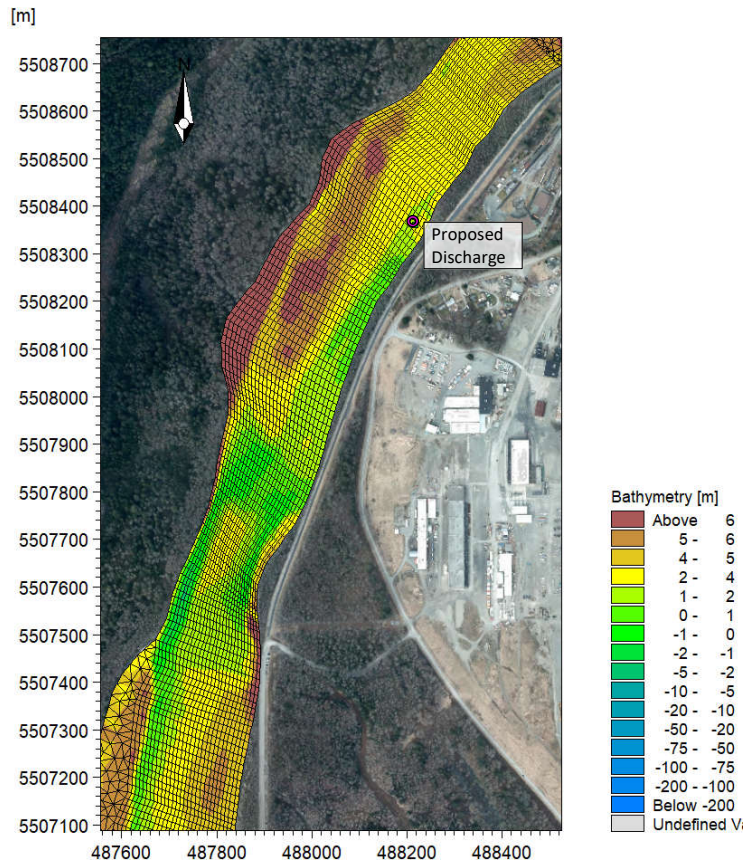 [m]
N
5508700
5508600
5508500
5508400
5508300
5508200
5508100
5508000
5507900
5507800
5507700
5507600
5507500
5507400
5507300
5507200
5507100
487600 487800 488000 488200 488400
Proposed
Discharge
Bathymetry [m]
Above 6
5 - 6
4 - 5
2 - 4
1 - 2
0 - 1
-1 - 0
-2 - -1
-5 - -2
-10 - -5
-20 - -10
-50 - -20
-75 - -50
-100 - -75
-200 - -100
Below -200
Undefined Va